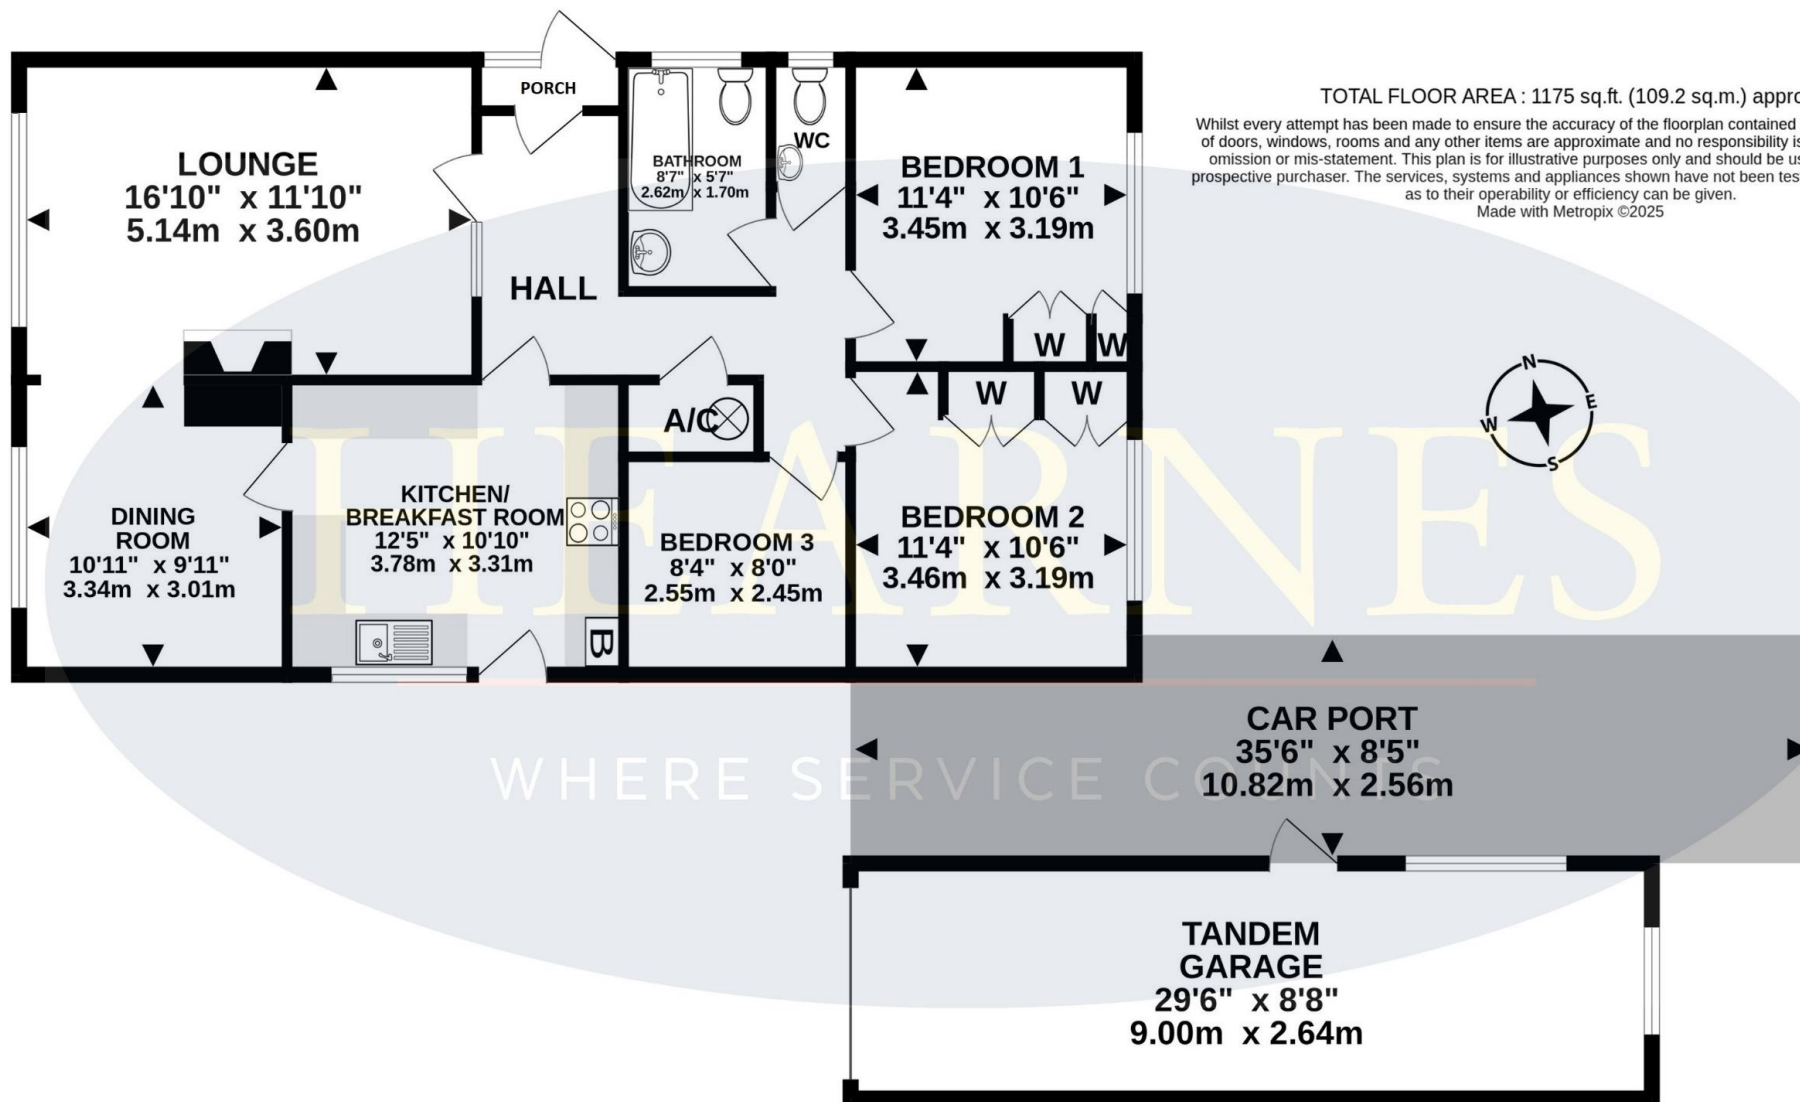 PORCH
LOUNGE
16'10" x 11'10"
5.14m x 3.60m
BATHROOM
8'7" x 5'7"
2.62m x 1.70m
WC
BEDROOM 1
11'4" x 10'6"
3.45m x 3.19m
TOTAL FLOOR AREA : 1175 sq.ft. (109.2 sq.m.) appro
Whilst every attempt has been made to ensure the accuracy of the floorplan contained
of doors, windows, rooms and any other items are approximate and no responsibility is
omission or mis-statement. This plan is for illustrative purposes only and should be us
prospective purchaser. The services, systems and appliances shown have not been tes
as to their operability or efficiency can be given.
Made with Metropix ©2025
HALL
W
W
W
W
N
E
S
W
A/C
DINING
ROOM
10'11" x 9'11"
3.34m x 3.01m
KITCHEN/
BREAKFAST ROOM
12'5" x 10'10"
3.78m x 3.31m
B
BEDROOM 3
8'4" x 8'0"
2.55m x 2.45m
BEDROOM 2
11'4" x 10'6"
3.46m x 3.19m
HEARNES
WHERE SERVICE COUNTS
CAR PORT
35'6" x 8'5"
10.82m x 2.56m
TANDEM
GARAGE
29'6" x 8'8"
9.00m x 2.64m